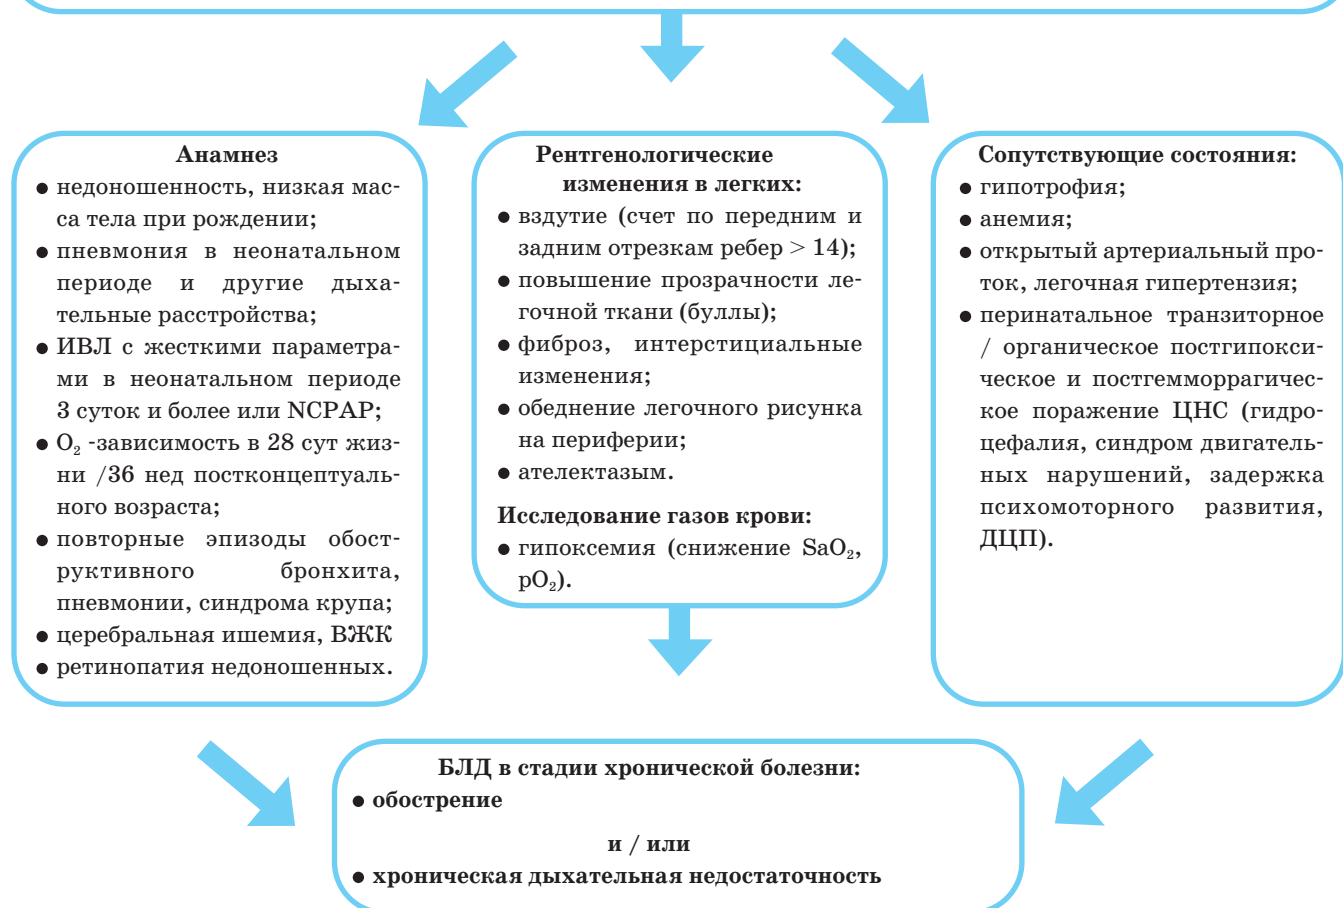 Анамнез
● недоношенность, низкая мас-
са тела при рождении;
● пневмония в неонатальном
периоде и другие дыха-
тельные расстройства;
● ИВЛ с жесткими параметра-
ми в неонатальном периоде
3 суток и более или NCPAP;
● O₂ -зависимость в 28 сут жиз-
ни /36 нед постконцептуаль-
ного возраста;
● повторные эпизоды обост-
руктивного бронхита,
пневмонии, синдрома крупа;
● церебральная ишемия, ВЖК
● ретинопатия недоношенных.
Рентгенологические
изменения в легких:
● вздутие (счет по передним и
задним отрезкам ребер > 14);
● повышение прозрачности ле-
гочной ткани (буллы);
● фиброз, интерстициальные
изменения;
● обеднение легочного рисунка
на периферии;
● ателектазым.
Исследование газов крови:
● гипоксемия (снижение SaO₂,
pO₂).
Сопутствующие состояния:
● гипотрофия;
● анемия;
● открытый артериальный про-
ток, легочная гипертензия;
● перинатальное транзиторное
/ органическое постгипокси-
ческое и постгемморрагичес-
кое поражение ЦНС (гидро-
цефалия, синдром двигатель-
ных нарушений, задержка
психомоторного развития,
ДЦП).
БЛД в стадии хронической болезни:
● обострение
и / или
● хроническая дыхательная недостаточность